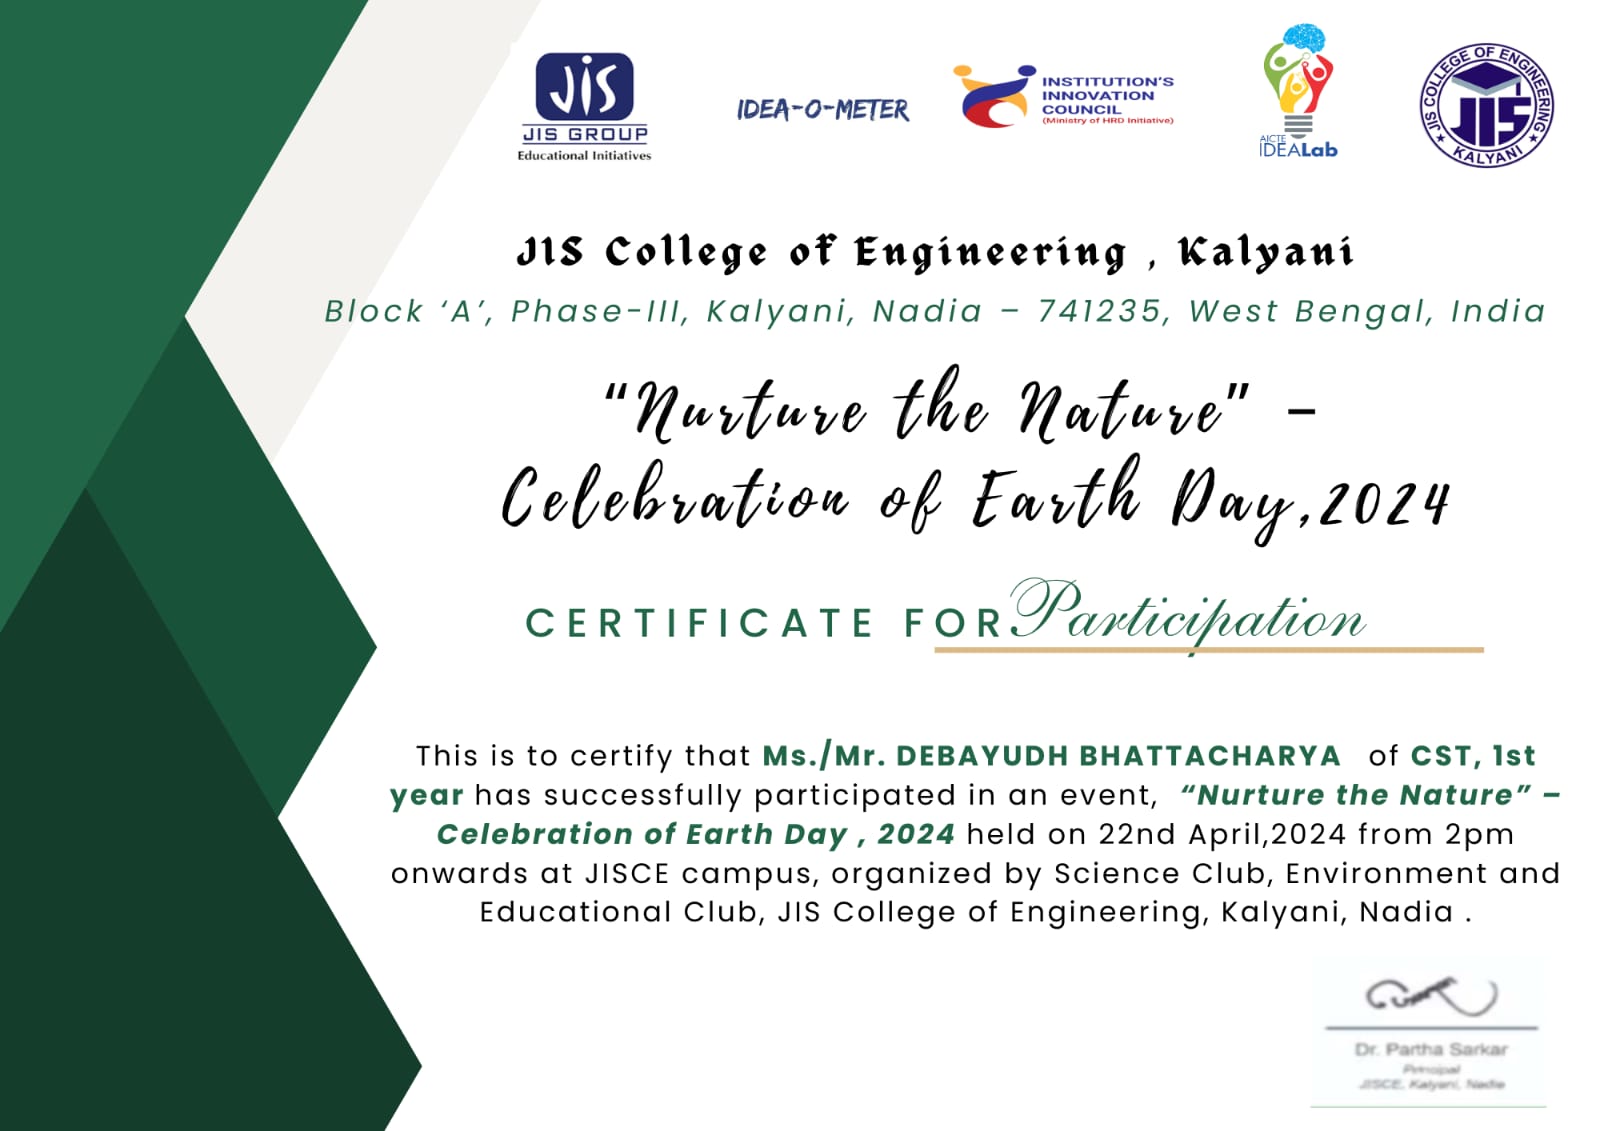 JIS
JIS GROUP
Educational Initiatives
IDEA-O-METER
INSTITUTION'S
INNOVATION
COUNCIL
(Ministry of HRD Initiative)
AICTE
IDEALab
JIS COLLEGE OF ENGINEERING
JIS
★ KALYANI ★
JIS College of Engineering , Kalyani
Block ‘A’, Phase-III, Kalyani, Nadia – 741235, West Bengal, India
“Nurture the Nature” –
Celebration of Earth Day,2024
CERTIFICATE FOR Participation
This is to certify that Ms./Mr. DEBAYUDH BHATTACHARYA of CST, 1st
year has successfully participated in an event, “Nurture the Nature” –
Celebration of Earth Day , 2024 held on 22nd April,2024 from 2pm
onwards at JISCE campus, organized by Science Club, Environment and
Educational Club, JIS College of Engineering, Kalyani, Nadia .
Dr. Partha Sarkar
Principal
JISCE, Kalyani, Nadia